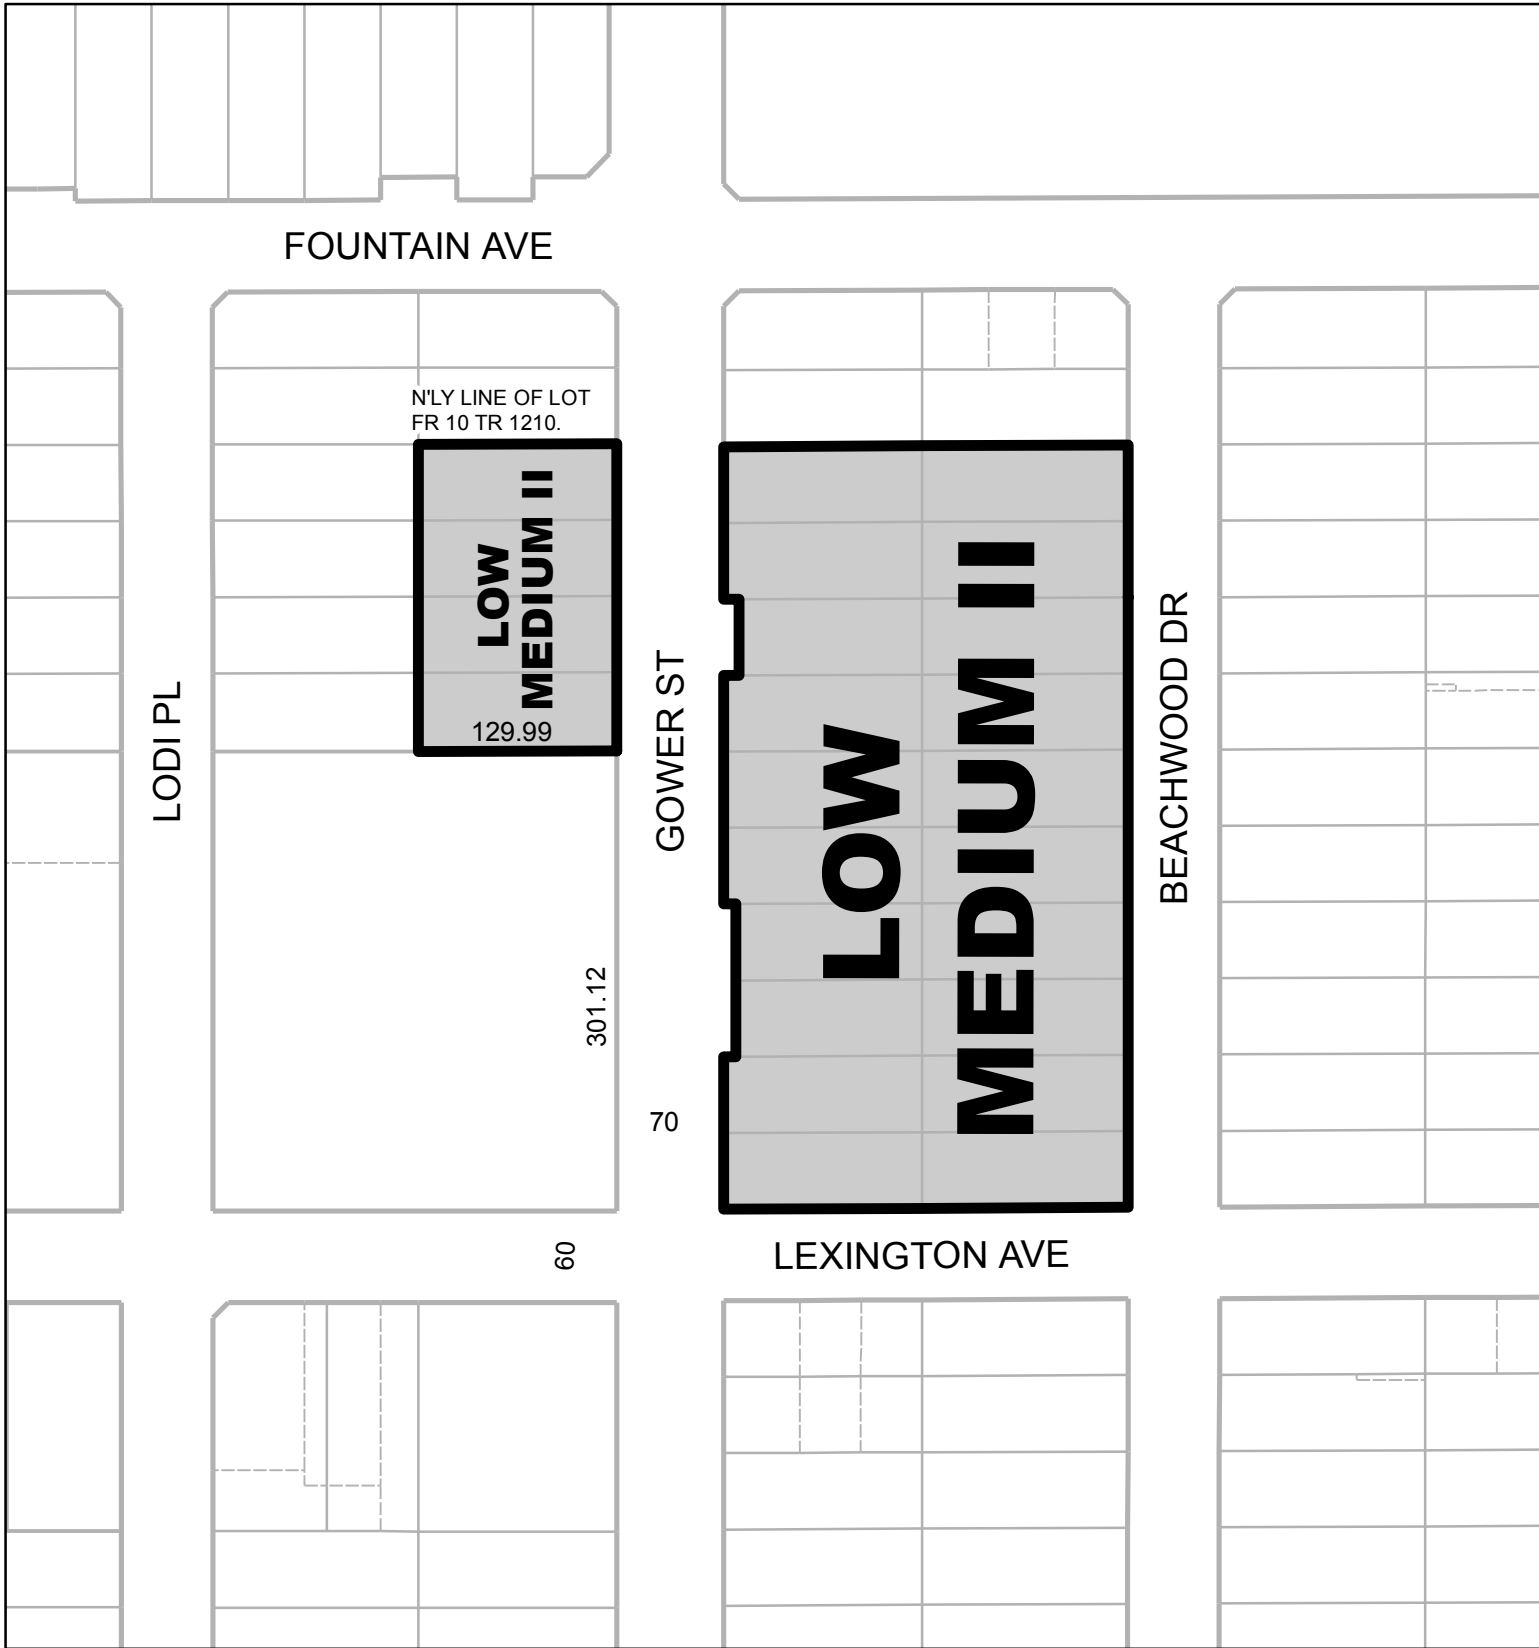 FOUNTAIN AVE
N'LY LINE OF LOT
FR 10 TR 1210.
LOW
MEDIUM II
129.99
LODI PL
GOWER ST
LOW
MEDIUM II
BEACHWOOD DR
301.12
70
60
LEXINGTON AVE